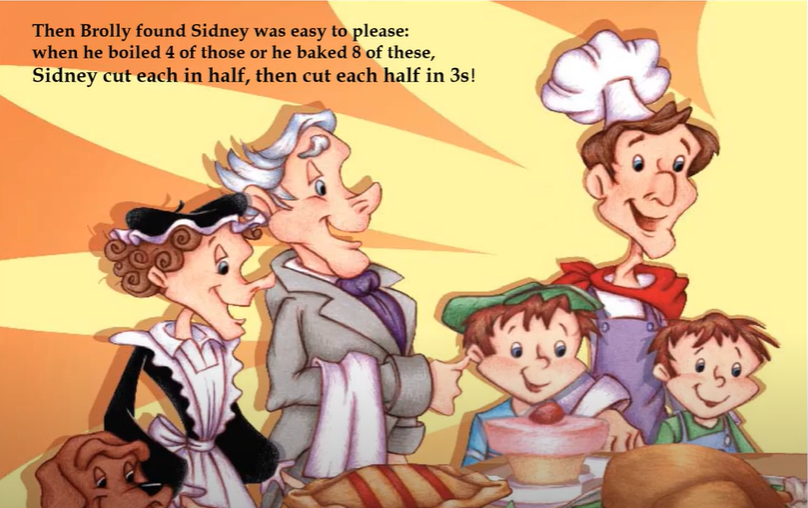 Then Brolly found Sidney was easy to please:
when he boiled 4 of those or he baked 8 of these,
Sidney cut each in half, then cut each half in 3s!